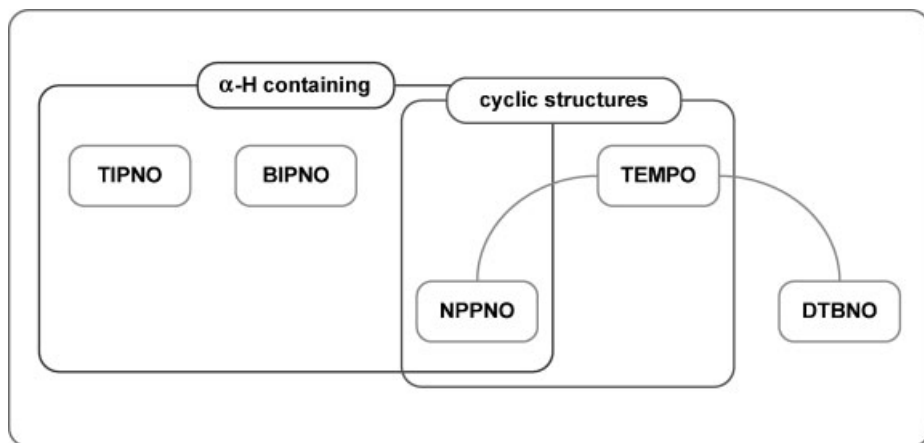 α-H containing
cyclic structures
TIPNO
BIPNO
TEMPO
NPPNO
DTBNO